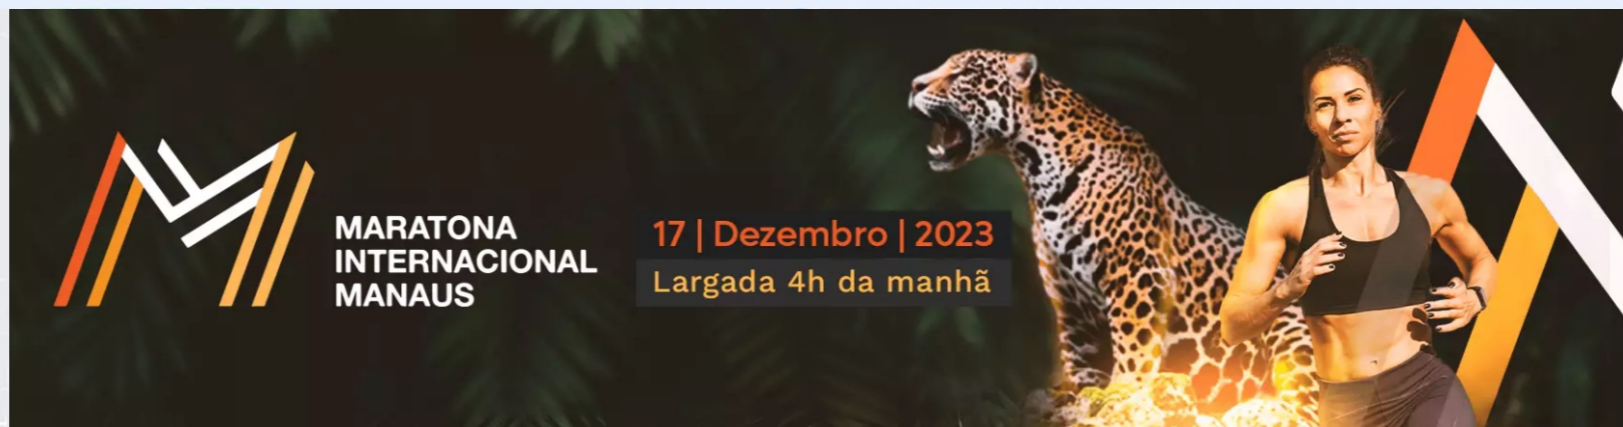 MARATONA
INTERNACIONAL
MANAUS
17 | Dezembro | 2023
Largada 4h da manhã